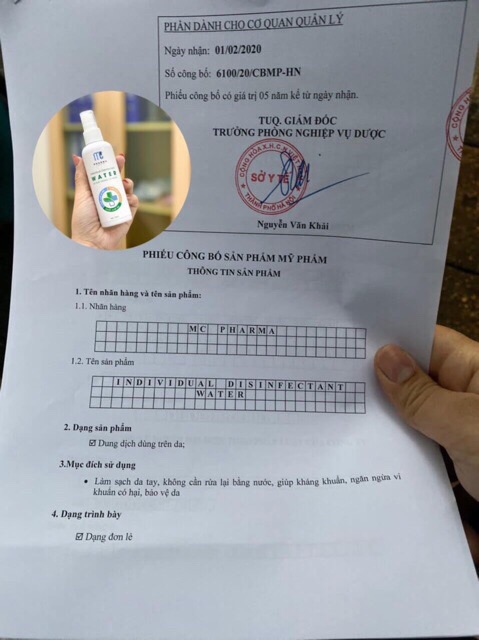 PHẦN DÀNH CHO CƠ QUAN QUẢN LÝ
Ngày nhận: 01/02/2020
Số công bố: 6100/20/CBMP-HN
Phiếu công bố có giá trị 05 năm kể từ ngày nhận.
TUQ. GIÁM ĐỐC
TRƯỞNG PHÒNG NGHIỆP VỤ DƯỢC
SỞ Y TẾ
THÀNH PHỐ HÀ NỘI
Nguyễn Văn Khải
WATER
PHIẾU CÔNG BỐ SẢN PHẨM MỸ PHẨM
THÔNG TIN SẢN PHẨM
1. Tên nhãn hàng và tên sản phẩm:
1.1. Nhãn hàng
MC PHARMA
1.2. Tên sản phẩm
INDIVIDUAL DISINFECTANT
WATER
2. Dạng sản phẩm
☑ Dung dịch dùng trên da;
3.Mục đích sử dụng
• Làm sạch da tay, không cần rửa lại bằng nước, giúp kháng khuẩn, ngăn ngừa vi
khuẩn có hại, bảo vệ da
4. Dạng trình bày
☑ Dạng đơn lẻ